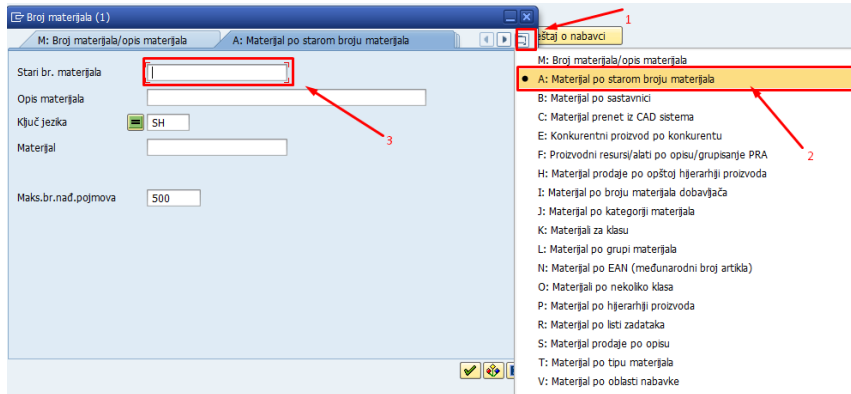 Broj materijala (1)
1
M: Broj materijala/opis materijala
A: Materijal po starom broju materijala
eštaj o nabavci
Stari br. materijala
Opis materijala
Ključ jezika
SH
Materijal
3
Maks.br.nađ.pojmova
500
M: Broj materijala/opis materijala
A: Materijal po starom broju materijala
B: Materijal po sastavnici
C: Materijal prenet iz CAD sistema
E: Konkurentni proizvod po konkurentu
2
F: Proizvodni resursi/alati po opisu/grupisanje PRA
H: Materijal prodaje po opštoj hijerarhiji proizvoda
I: Materijal po broju materijala dobavljača
J: Materijal po kategoriji materijala
K: Materijali za klasu
L: Materijal po grupi materijala
N: Materijal po EAN (međunarodni broj artikla)
O: Materijali po nekoliko klasa
P: Materijal po hijerarhiji proizvoda
R: Materijal po listi zadataka
S: Materijal prodaje po opisu
T: Materijal po tipu materijala
V: Materijal po oblasti nabavke